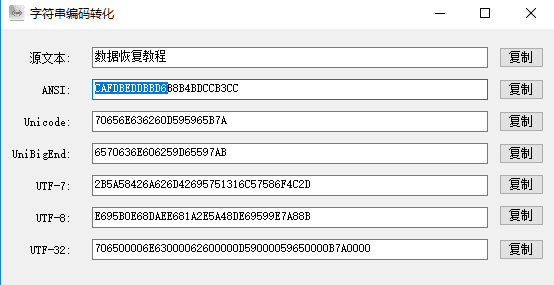 字符串编码转化
源文本: 数据恢复教程 复制
ANSI: CAFDBEDDBBD6B8B4BDCCB3CC 复制
Unicode: 70656E636260D595965B7A 复制
UniBigEnd: 6570636E606259D65597AB 复制
UTF-7: 2B5A58426A626D42695751316C57586F4C2D 复制
UTF-8: E695B0E68DAEE681A2E5A48DE69599E7A88B 复制
UTF-32: 706500006E63000062600000D59000059650000B7A0000 复制